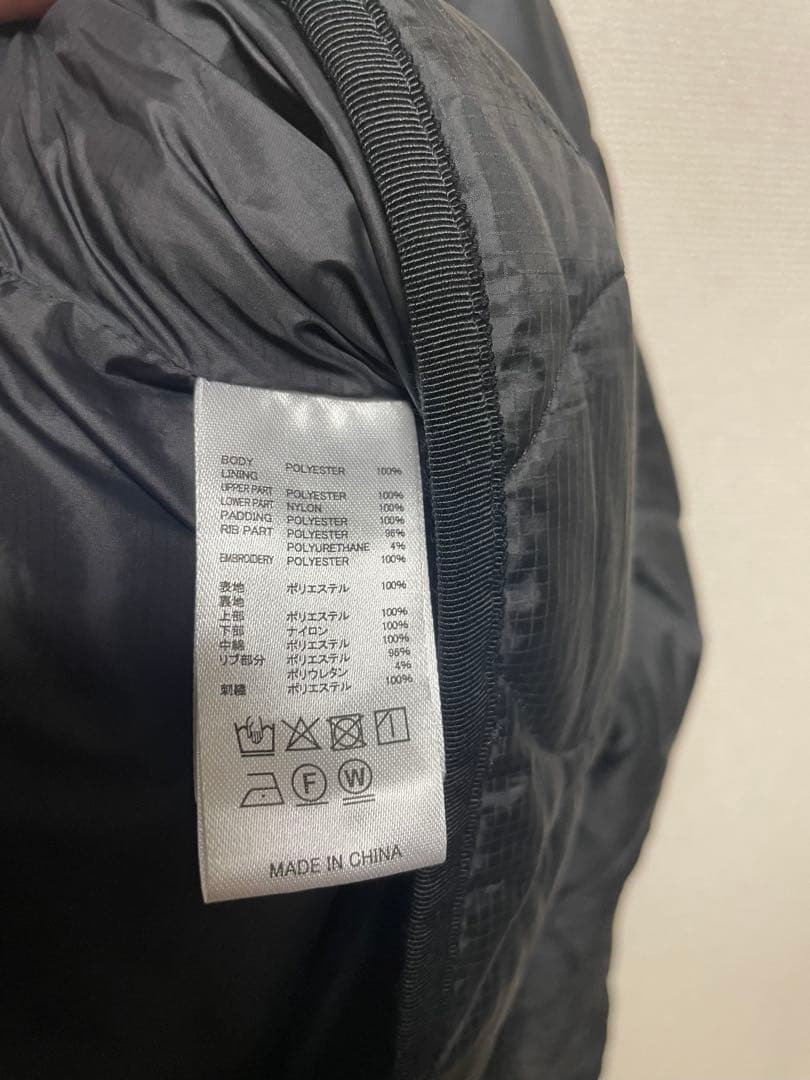 BODY POLYESTER 100%
LINING
UPPER PART POLYESTER 100%
LOWER PART NYLON 100%
PADDING POLYESTER 100%
RIB PART POLYESTER 96%
POLYURETHANE 4%
EMBROIDERY POLYESTER 100%
表地 ポリエステル 100%
裏地
上部 ポリエステル 100%
下部 ナイロン 100%
中綿 ポリエステル 100%
リブ部分 ポリエステル 96%
ポリウレタン 4%
刺繍 ポリエステル 100%
F W
MADE IN CHINA